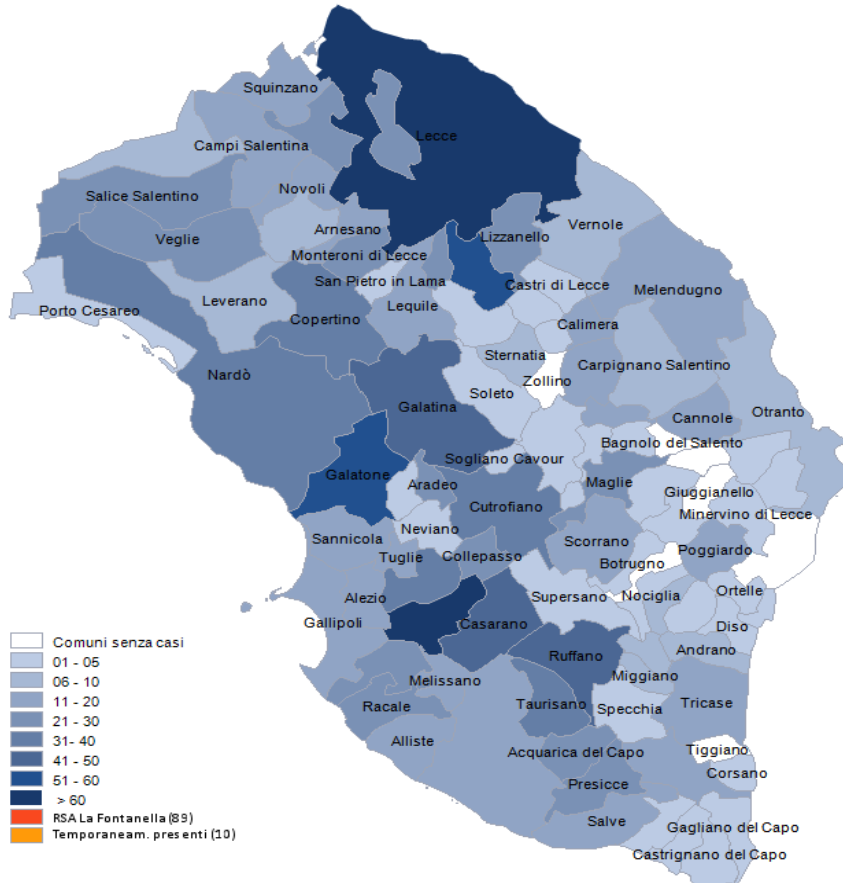 Squinzano
Lecce
Campi Salentina
Novoli
Salice Salentino
Vernole
Arnesano
Lizzanello
Veglie
Monteroni di Lecce
San Pietro in Lama
Castri di Lecce
Melendugno
Leverano
Lequile
Porto Cesareo
Copertino
Calimera
Sternatia
Carpignano Salentino
Nardò
Zollino
Soleto
Galatina
Otranto
Cannole
Bagnolo del Salento
Sogliano Cavour
Galatone
Aradeo
Maglie
Giuggianello
Cutrofiano
Minervino di Lecce
Neviano
Sannicola
Scorrano
Poggiardo
Tuglie
Collepasso
Botrugno
Ortelle
Alezio
Supersano
Nociglia
Gallipoli
Casarano
Diso
Andrano
Ruffano
Miggiano
Melissano
Taurisano
Specchia
Tricase
Racale
Alliste
Acquarica del Capo
Tiggiano
Corsano
Presicce
Salve
Gagliano del Capo
Castrignano del Capo
Comuni senza casi
01 - 05
06 - 10
11 - 20
21 - 30
31- 40
41 - 50
51 - 60
> 60
RSA La Fontanella (89)
Temporaneam. presenti (10)